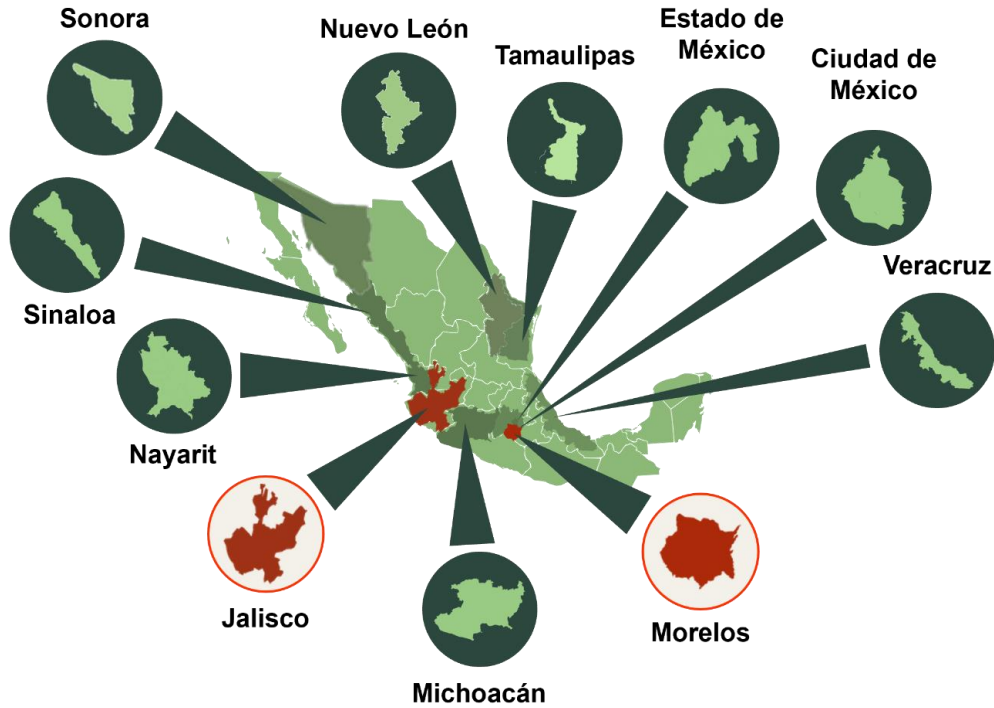 Sonora
Nuevo León
Tamaulipas
Estado de
México
Ciudad de
México
Sinaloa
Veracruz
Nayarit
Jalisco
Michoacán
Morelos